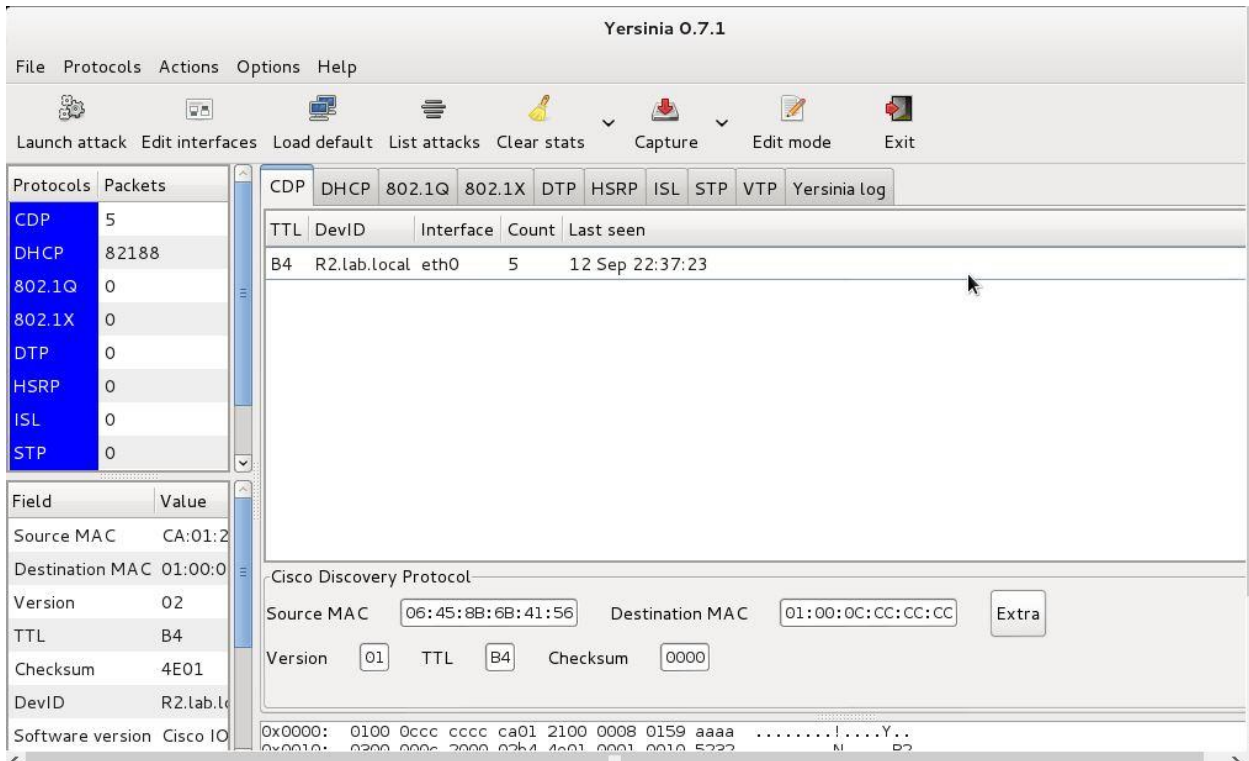 Yersinia 0.7.1
File Protocols Actions Options Help
Launch attack Edit interfaces Load default List attacks Clear stats Capture Edit mode Exit
Protocols Packets
CDP 5
DHCP 82188
802.1Q 0
802.1X 0
DTP 0
HSRP 0
ISL 0
STP 0
CDP DHCP 802.1Q 802.1X DTP HSRP ISL STP VTP Yersinia log
TTL DevID Interface Count Last seen
B4 R2.lab.local eth0 5 12 Sep 22:37:23
Field Value
Source MAC CA:01:2
Destination MAC 01:00:0
Version 02
TTL B4
Checksum 4E01
DevID R2.lab.lo
Software version Cisco IO
Cisco Discovery Protocol
Source MAC 06:45:8B:6B:41:56 Destination MAC 01:00:0C:CC:CC:CC Extra
Version 01 TTL B4 Checksum 0000
0x0000: 0100 0ccc cccc ca01 2100 0008 0159 aaaa ........!....Y..